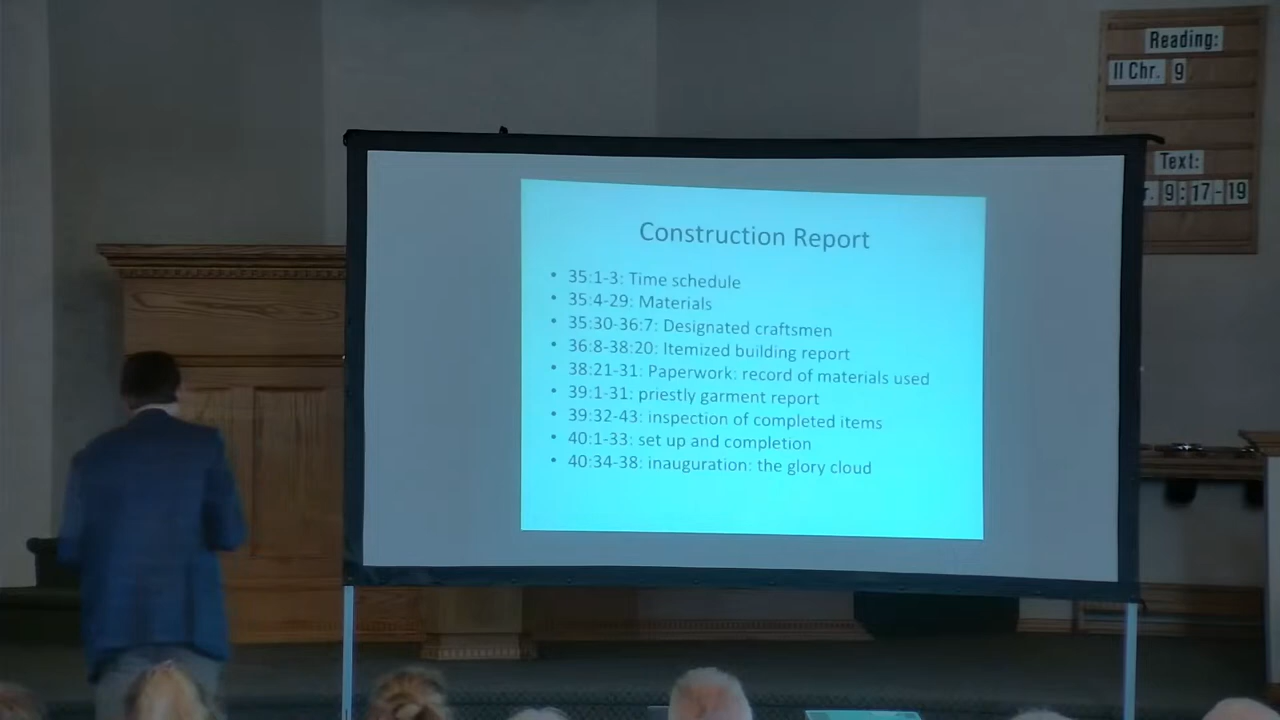 Reading:
II Chr. 9
Text:
9:17-19
Construction Report
• 35:1-3: Time schedule
• 35:4-29: Materials
• 35:30-36:7: Designated craftsmen
• 36:8-38:20: Itemized building report
• 38:21-31: Paperwork: record of materials used
• 39:1-31: priestly garment report
• 39:32-43: inspection of completed items
• 40:1-33: set up and completion
• 40:34-38: inauguration: the glory cloud